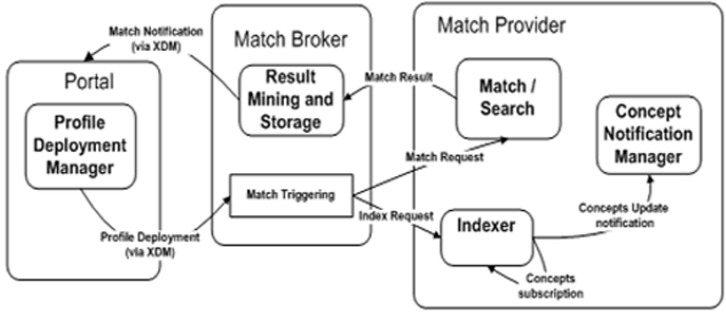 Match Notification
(via XDM)
Portal
Profile
Deployment
Manager
Profile Deployment
(via XDM)
Match Broker
Result
Mining and
Storage
Match Triggering
Match Result
Match Request
Index Request
Match Provider
Match /
Search
Concept
Notification
Manager
Concepts Update
notification
Indexer
Concepts
subscription